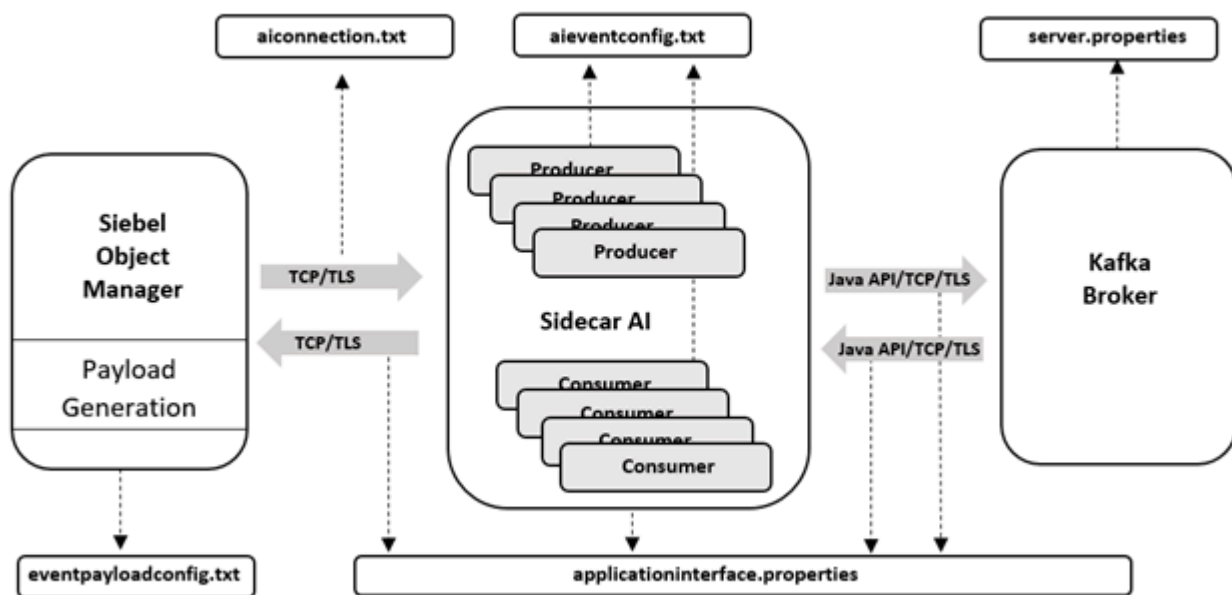 aiconnection.txt
aieventconfig.txt
server.properties
Siebel
Object
Manager
Payload
Generation
TCP/TLS
TCP/TLS
Producer
Producer
Producer
Producer
Sidecar AI
Consumer
Consumer
Consumer
Consumer
Java API/TCP/TLS
Java API/TCP/TLS
Kafka
Broker
eventpayloadconfig.txt
applicationinterface.properties